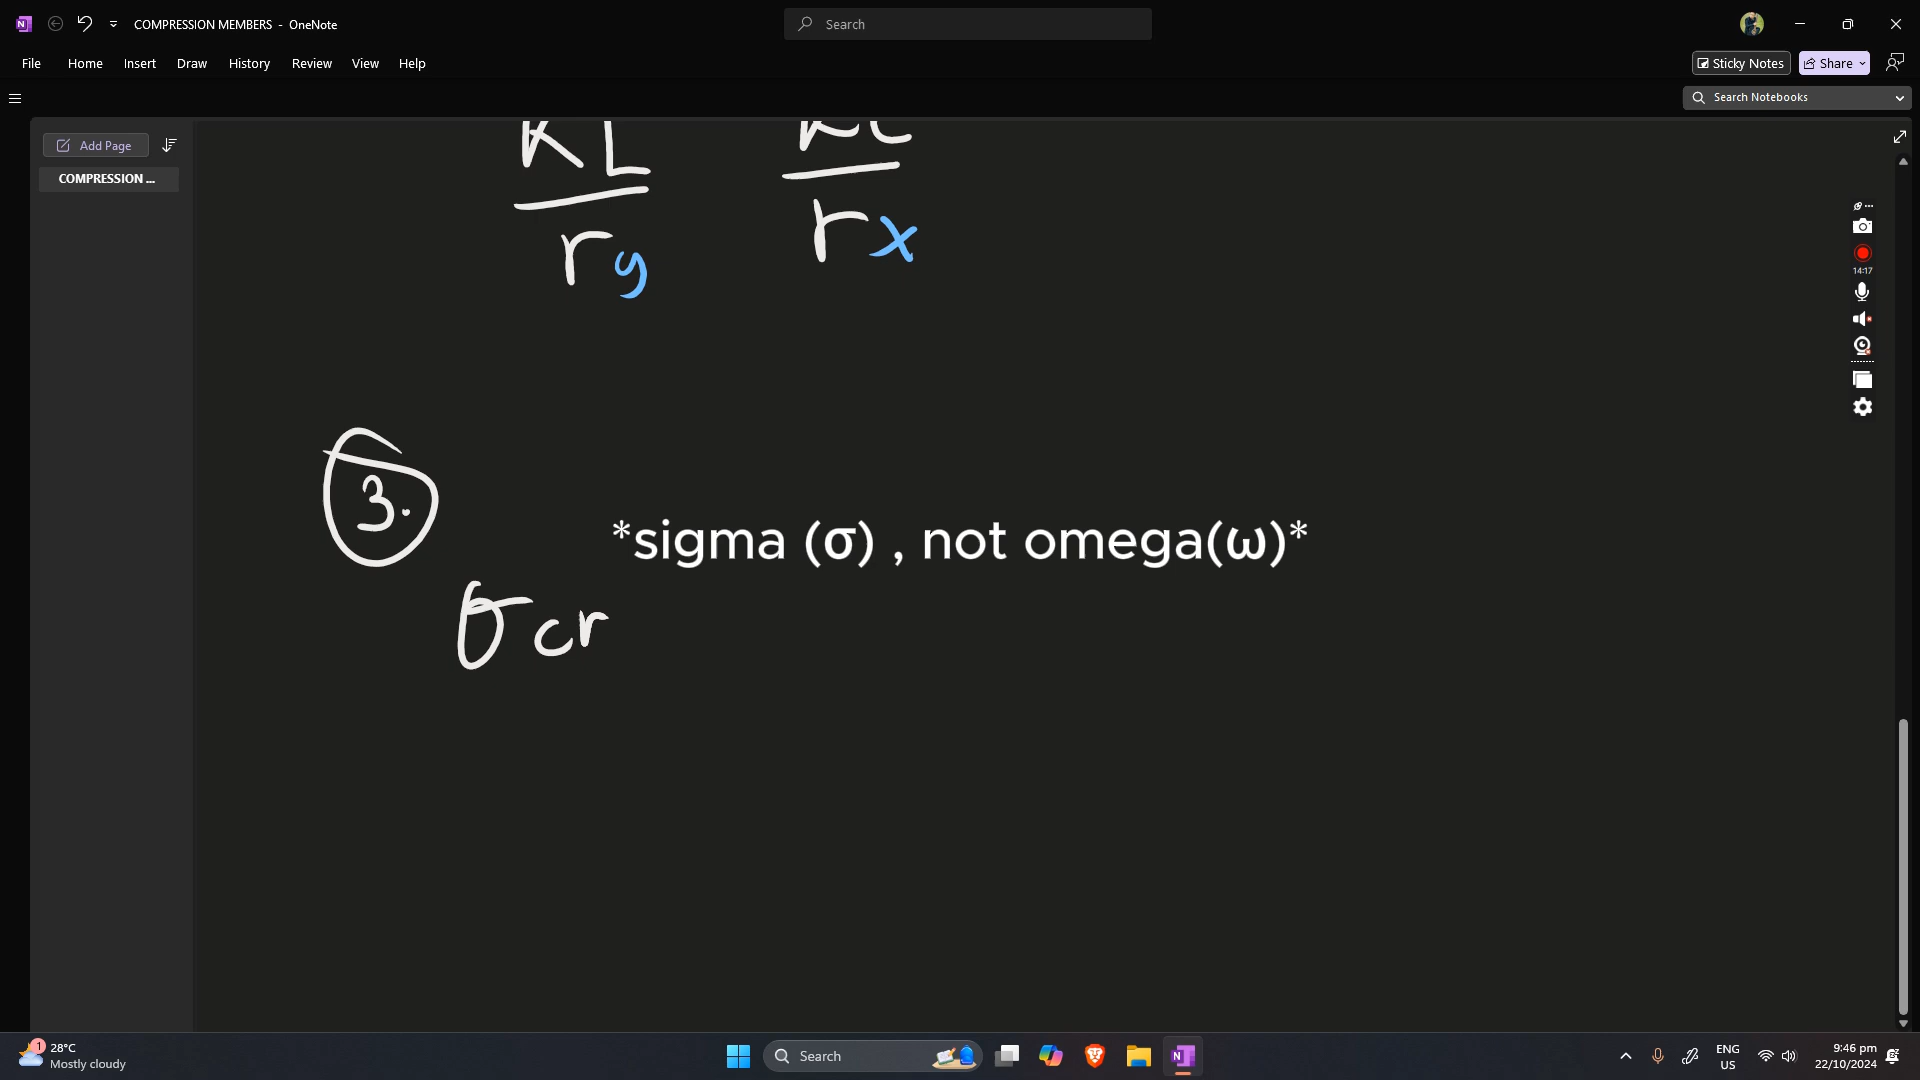 COMPRESSION MEMBERS - OneNote
Search
File Home Insert Draw History Review View Help
Sticky Notes
Share
Search Notebooks
Add Page
COMPRESSION ...
KL
ry
rx
14:17
3.
*sigma (σ) , not omega(ω)*
σcr
1
28°C
Mostly cloudy
Search
ENG
US
9:46 pm
22/10/2024